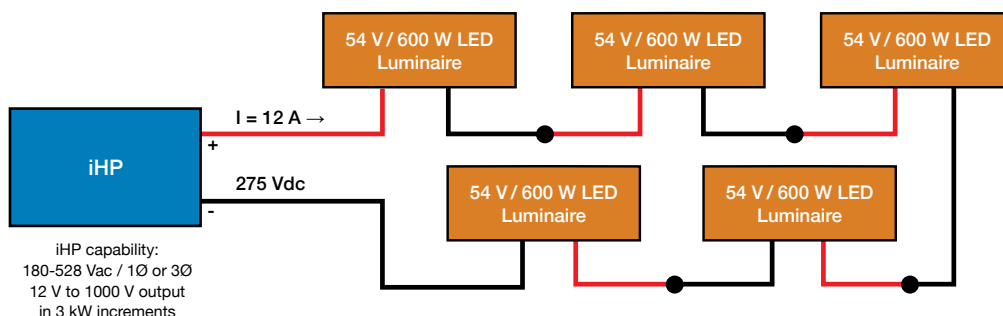 54 V / 600 W LED
Luminaire
54 V / 600 W LED
Luminaire
54 V / 600 W LED
Luminaire
I = 12 A →
+
iHP
275 Vdc
-
54 V / 600 W LED
Luminaire
54 V / 600 W LED
Luminaire
iHP capability:
180-528 Vac / 1Ø or 3Ø
12 V to 1000 V output
in 3 kW increments